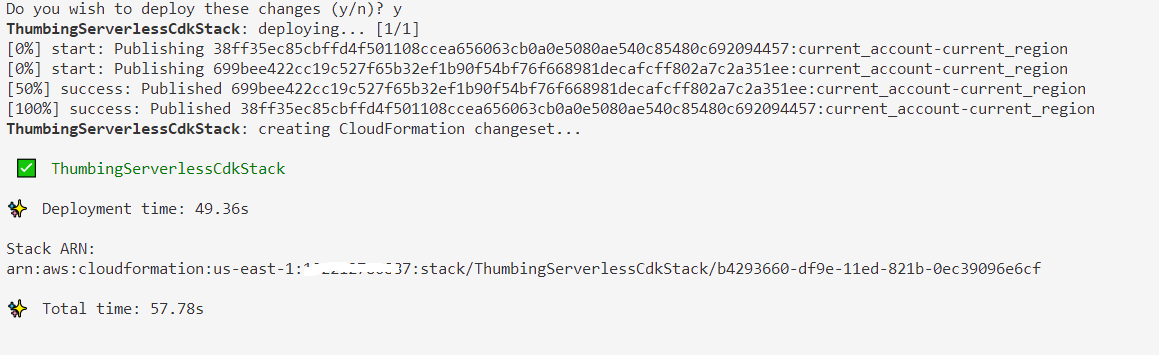 Do you wish to deploy these changes (y/n)? y
ThumbingServerlessCdkStack: deploying... [1/1]
[0%] start: Publishing 38ff35ec85cbffd4f501108ccea656063cb0a0e5080ae540c85480c692094457:current_account-current_region
[0%] start: Publishing 699bee422cc19c527f65b32ef1b90f54bf76f668981decafcff802a7c2a351ee:current_account-current_region
[50%] success: Published 699bee422cc19c527f65b32ef1b90f54bf76f668981decafcff802a7c2a351ee:current_account-current_region
[100%] success: Published 38ff35ec85cbffd4f501108ccea656063cb0a0e5080ae540c85480c692094457:current_account-current_region
ThumbingServerlessCdkStack: creating CloudFormation changeset...
✅ ThumbingServerlessCdkStack
✨ Deployment time: 49.36s
Stack ARN:
arn:aws:cloudformation:us-east-1: :stack/ThumbingServerlessCdkStack/b4293660-df9e-11ed-821b-0ec39096e6cf
✨ Total time: 57.78s